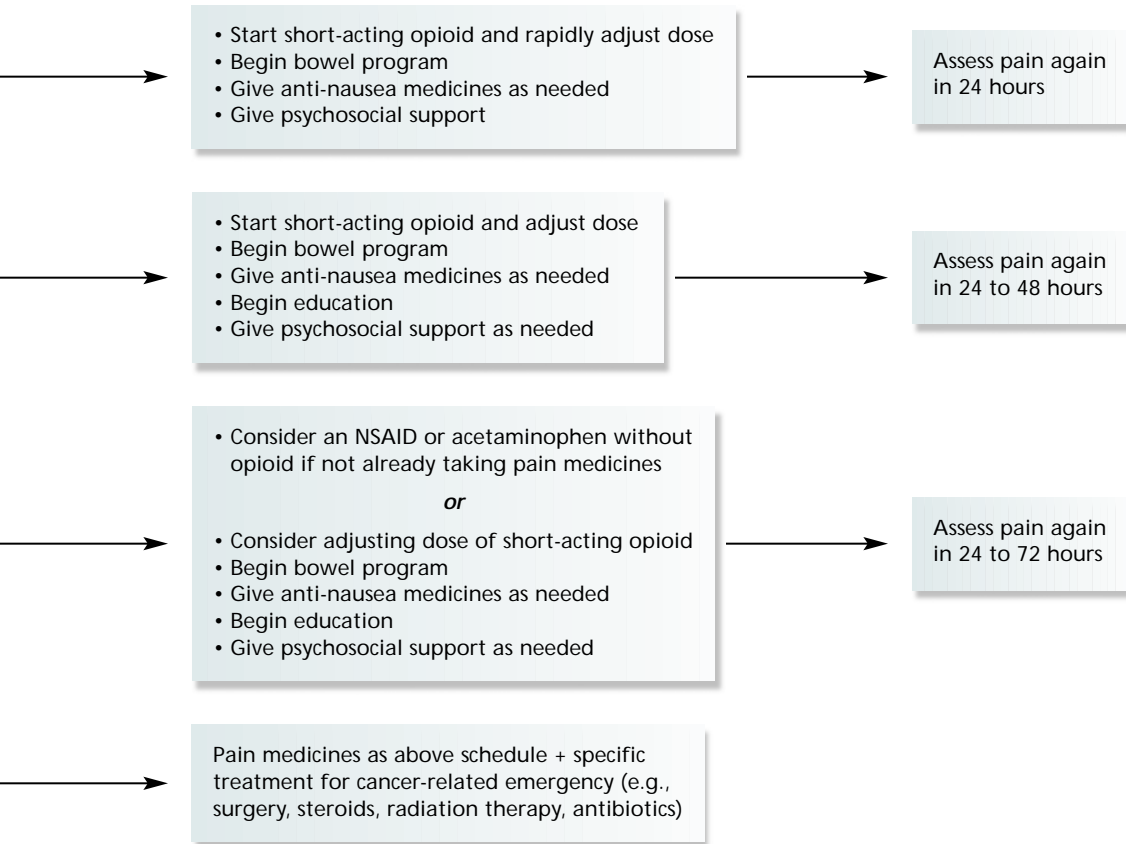 • Start short-acting opioid and rapidly adjust dose
• Begin bowel program
• Give anti-nausea medicines as needed
• Give psychosocial support
Assess pain again
in 24 hours
• Start short-acting opioid and adjust dose
• Begin bowel program
• Give anti-nausea medicines as needed
• Begin education
• Give psychosocial support as needed
Assess pain again
in 24 to 48 hours
• Consider an NSAID or acetaminophen without
opioid if not already taking pain medicines
or
• Consider adjusting dose of short-acting opioid
• Begin bowel program
• Give anti-nausea medicines as needed
• Begin education
• Give psychosocial support as needed
Assess pain again
in 24 to 72 hours
Pain medicines as above schedule + specific
treatment for cancer-related emergency (e.g.,
surgery, steroids, radiation therapy, antibiotics)